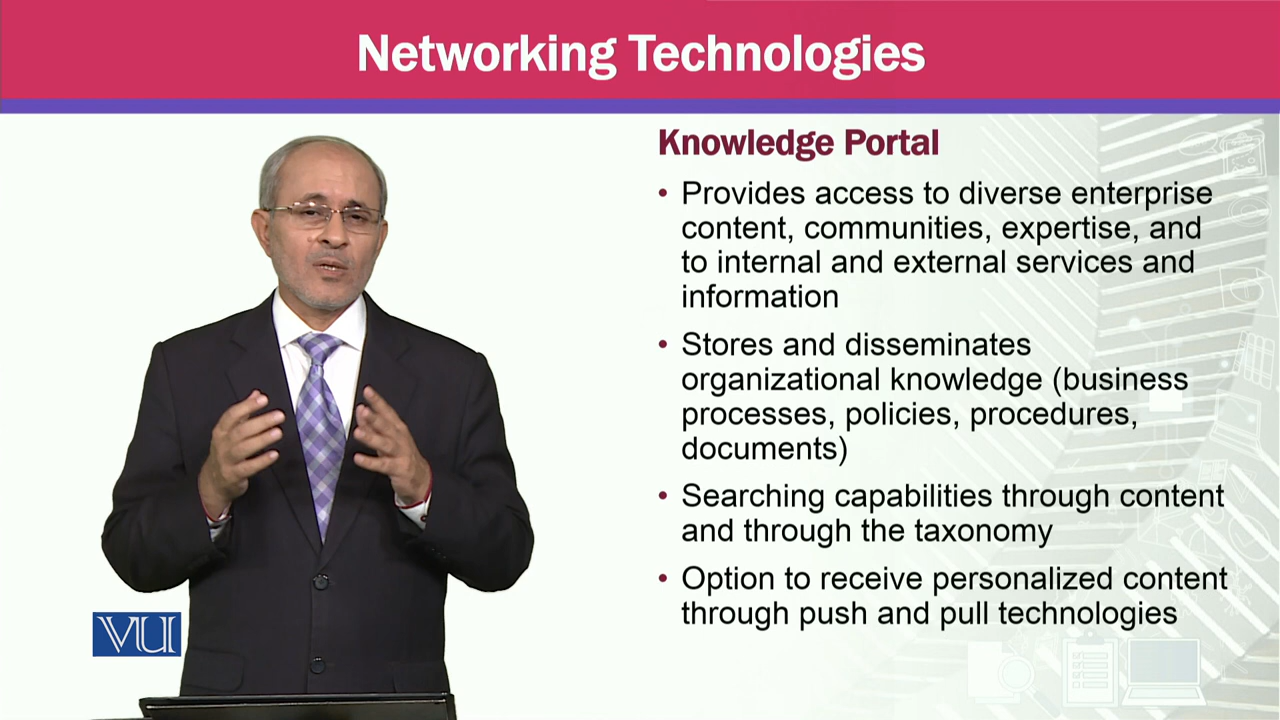 Networking Technologies
Knowledge Portal
• Provides access to diverse enterprise
content, communities, expertise, and
to internal and external services and
information
• Stores and disseminates
organizational knowledge (business
processes, policies, procedures,
documents)
• Searching capabilities through content
and through the taxonomy
• Option to receive personalized content
through push and pull technologies
VU